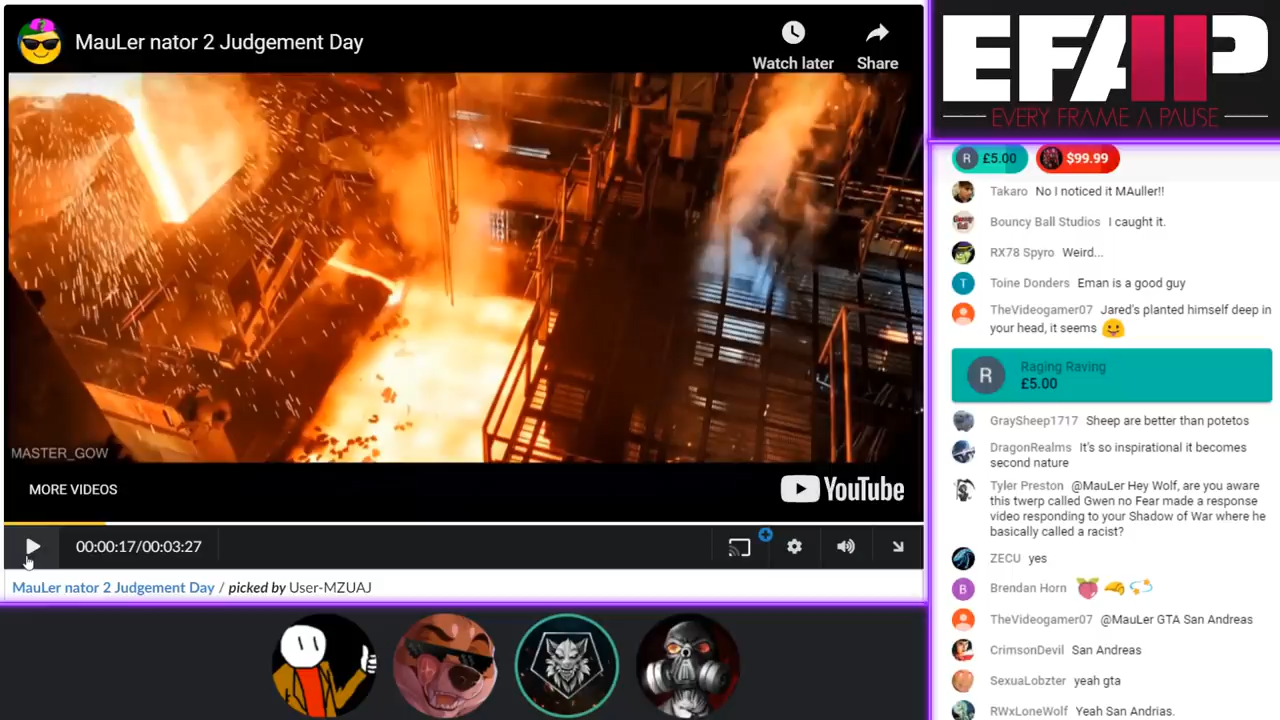 MauLer nator 2 Judgement Day
Watch later
Share
MASTER_GOW
MORE VIDEOS
YouTube
00:00:17/00:03:27
MauLer nator 2 Judgement Day / picked by User-MZUAJ
EFAP
EVERY FRAME A PAUSE
R £5.00 $99.99
Takaro No I noticed it MAuller!!
Bouncy Ball Studios I caught it.
RX78 Spyro Weird...
T Toine Donders Eman is a good guy
TheVideogamer07 Jared's planted himself deep in
your head, it seems
R Raging Raving
£5.00
GraySheep1717 Sheep are better than potetos
DragonRealms It's so inspirational it becomes
second nature
Tyler Preston @MauLer Hey Wolf, are you aware
this twerp called Gwen no Fear made a response
video responding to your Shadow of War where he
basically called a racist?
ZECU yes
B Brendan Horn
TheVideogamer07 @MauLer GTA San Andreas
CrimsonDevil San Andreas
SexuaLobzter yeah gta
RWxLoneWolf Yeah San Andrias.